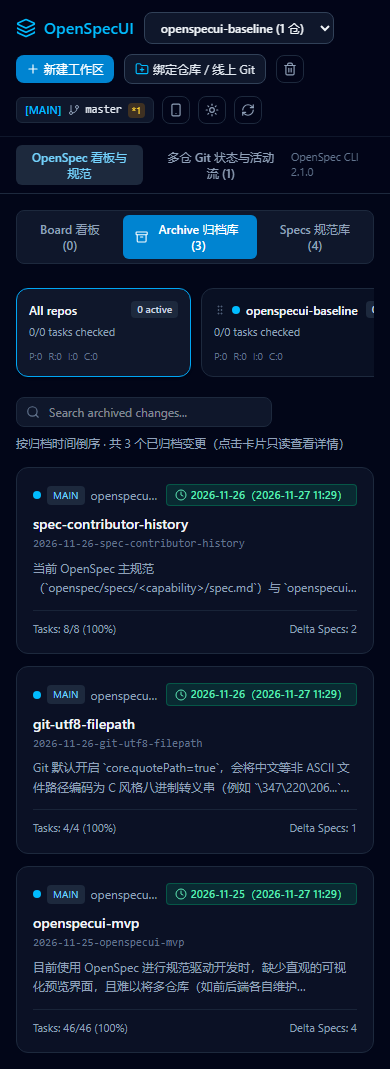 OpenSpecUI
openspecui-baseline (1 仓)
新建工作区
绑定仓库 / 线上 Git
[MAIN] master *1
OpenSpec 看板与规范
多仓 Git 状态与活动流 (1)
OpenSpec CLI 2.1.0
Board 看板 (0)
Archive 归档库 (3)
Specs 规范库 (4)
All repos
0 active
0/0 tasks checked
P:0 R:0 I:0 C:0
openspecui-baseline
0/0 tasks checked
P:0 R:0 I:0 C:0
Search archived changes...
按归档时间倒序 · 共 3 个已归档变更（点击卡片只读查看详情）
MAIN openspecu... 2026-11-26（2026-11-27 11:29）
spec-contributor-history
2026-11-26-spec-contributor-history
当前 OpenSpec 主规范
（`openspec/specs/<capability>/spec.md`）与 `openspecui...
Tasks: 8/8 (100%) Delta Specs: 2
MAIN openspecu... 2026-11-26（2026-11-27 11:29）
git-utf8-filepath
2026-11-26-git-utf8-filepath
Git 默认开启 `core.quotePath=true`，会将中文等非 ASCII 文
件路径编码为 C 风格八进制转义串（例如 `\347\220\206...`...
Tasks: 4/4 (100%) Delta Specs: 1
MAIN openspecu... 2026-11-25（2026-11-27 11:29）
openspecui-mvp
2026-11-25-openspecui-mvp
目前使用 OpenSpec 进行规范驱动开发时，缺少直观的可视
化预览界面，且难以将多仓库（如前后端各自维护...
Tasks: 46/46 (100%) Delta Specs: 4